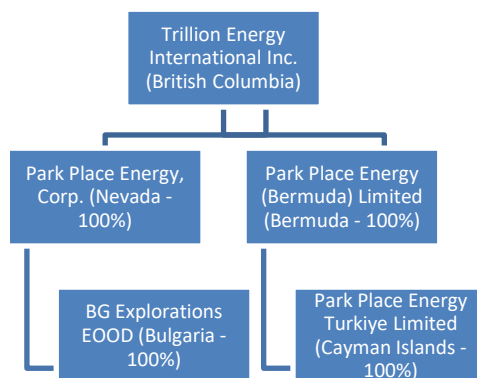 Trillion Energy
International Inc.
(British Columbia)
Park Place Energy,
Corp. (Nevada -
100%)
Park Place Energy
(Bermuda) Limited
(Bermuda - 100%)
BG Explorations
EOOD (Bulgaria -
100%)
Park Place Energy
Turkiye Limited
(Cayman Islands -
100%)